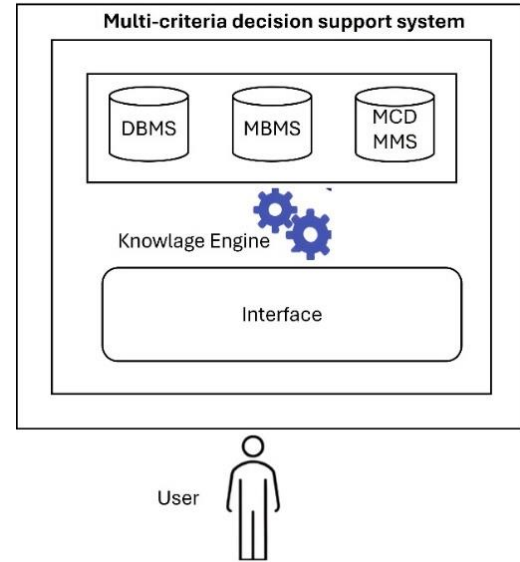 Multi-criteria decision support system
DBMS
MBMS
MCD
MMS
Knowlage Engine
Interface
User